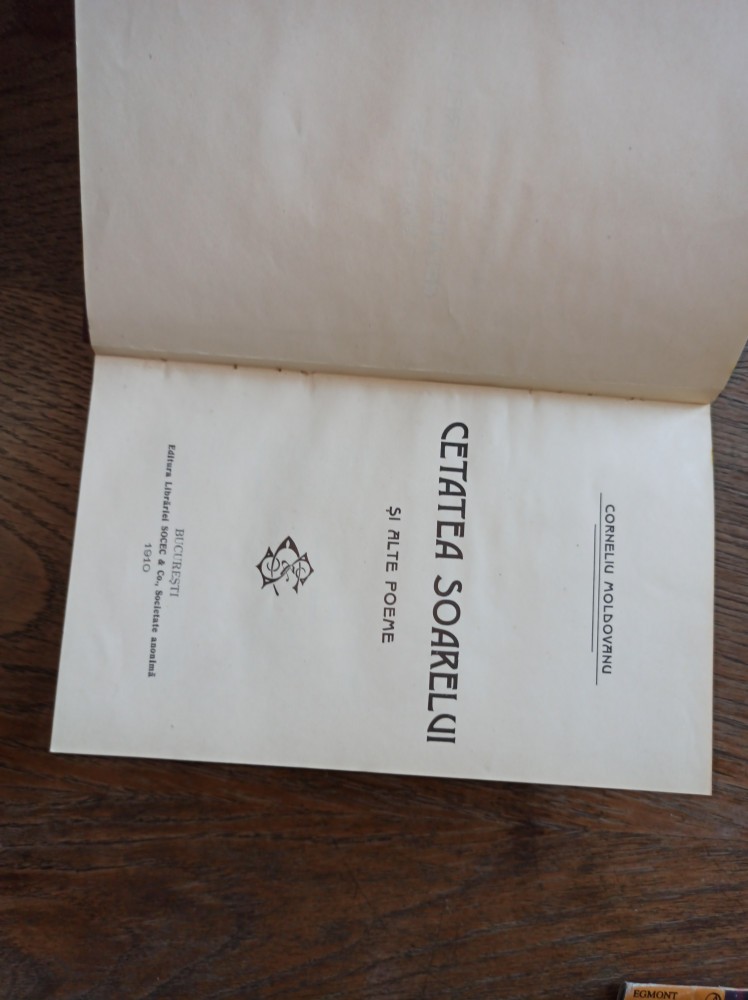 CORNELIU MOLDOVANU
CETATEA SOARELUI
ȘI ALTE POEME
BUCUREȘTI
Editura Librăriei SOCEC & Co., Societate anonimă
1910
EGMONT